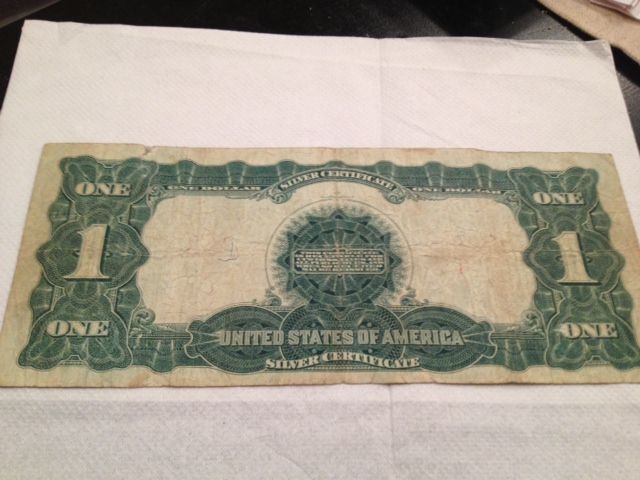 ONE
ONE DOLLAR
SILVER CERTIFICATE
ONE DOLLAR
ONE
1
1
ONE
UNITED STATES OF AMERICA
ONE
SILVER CERTIFICATE